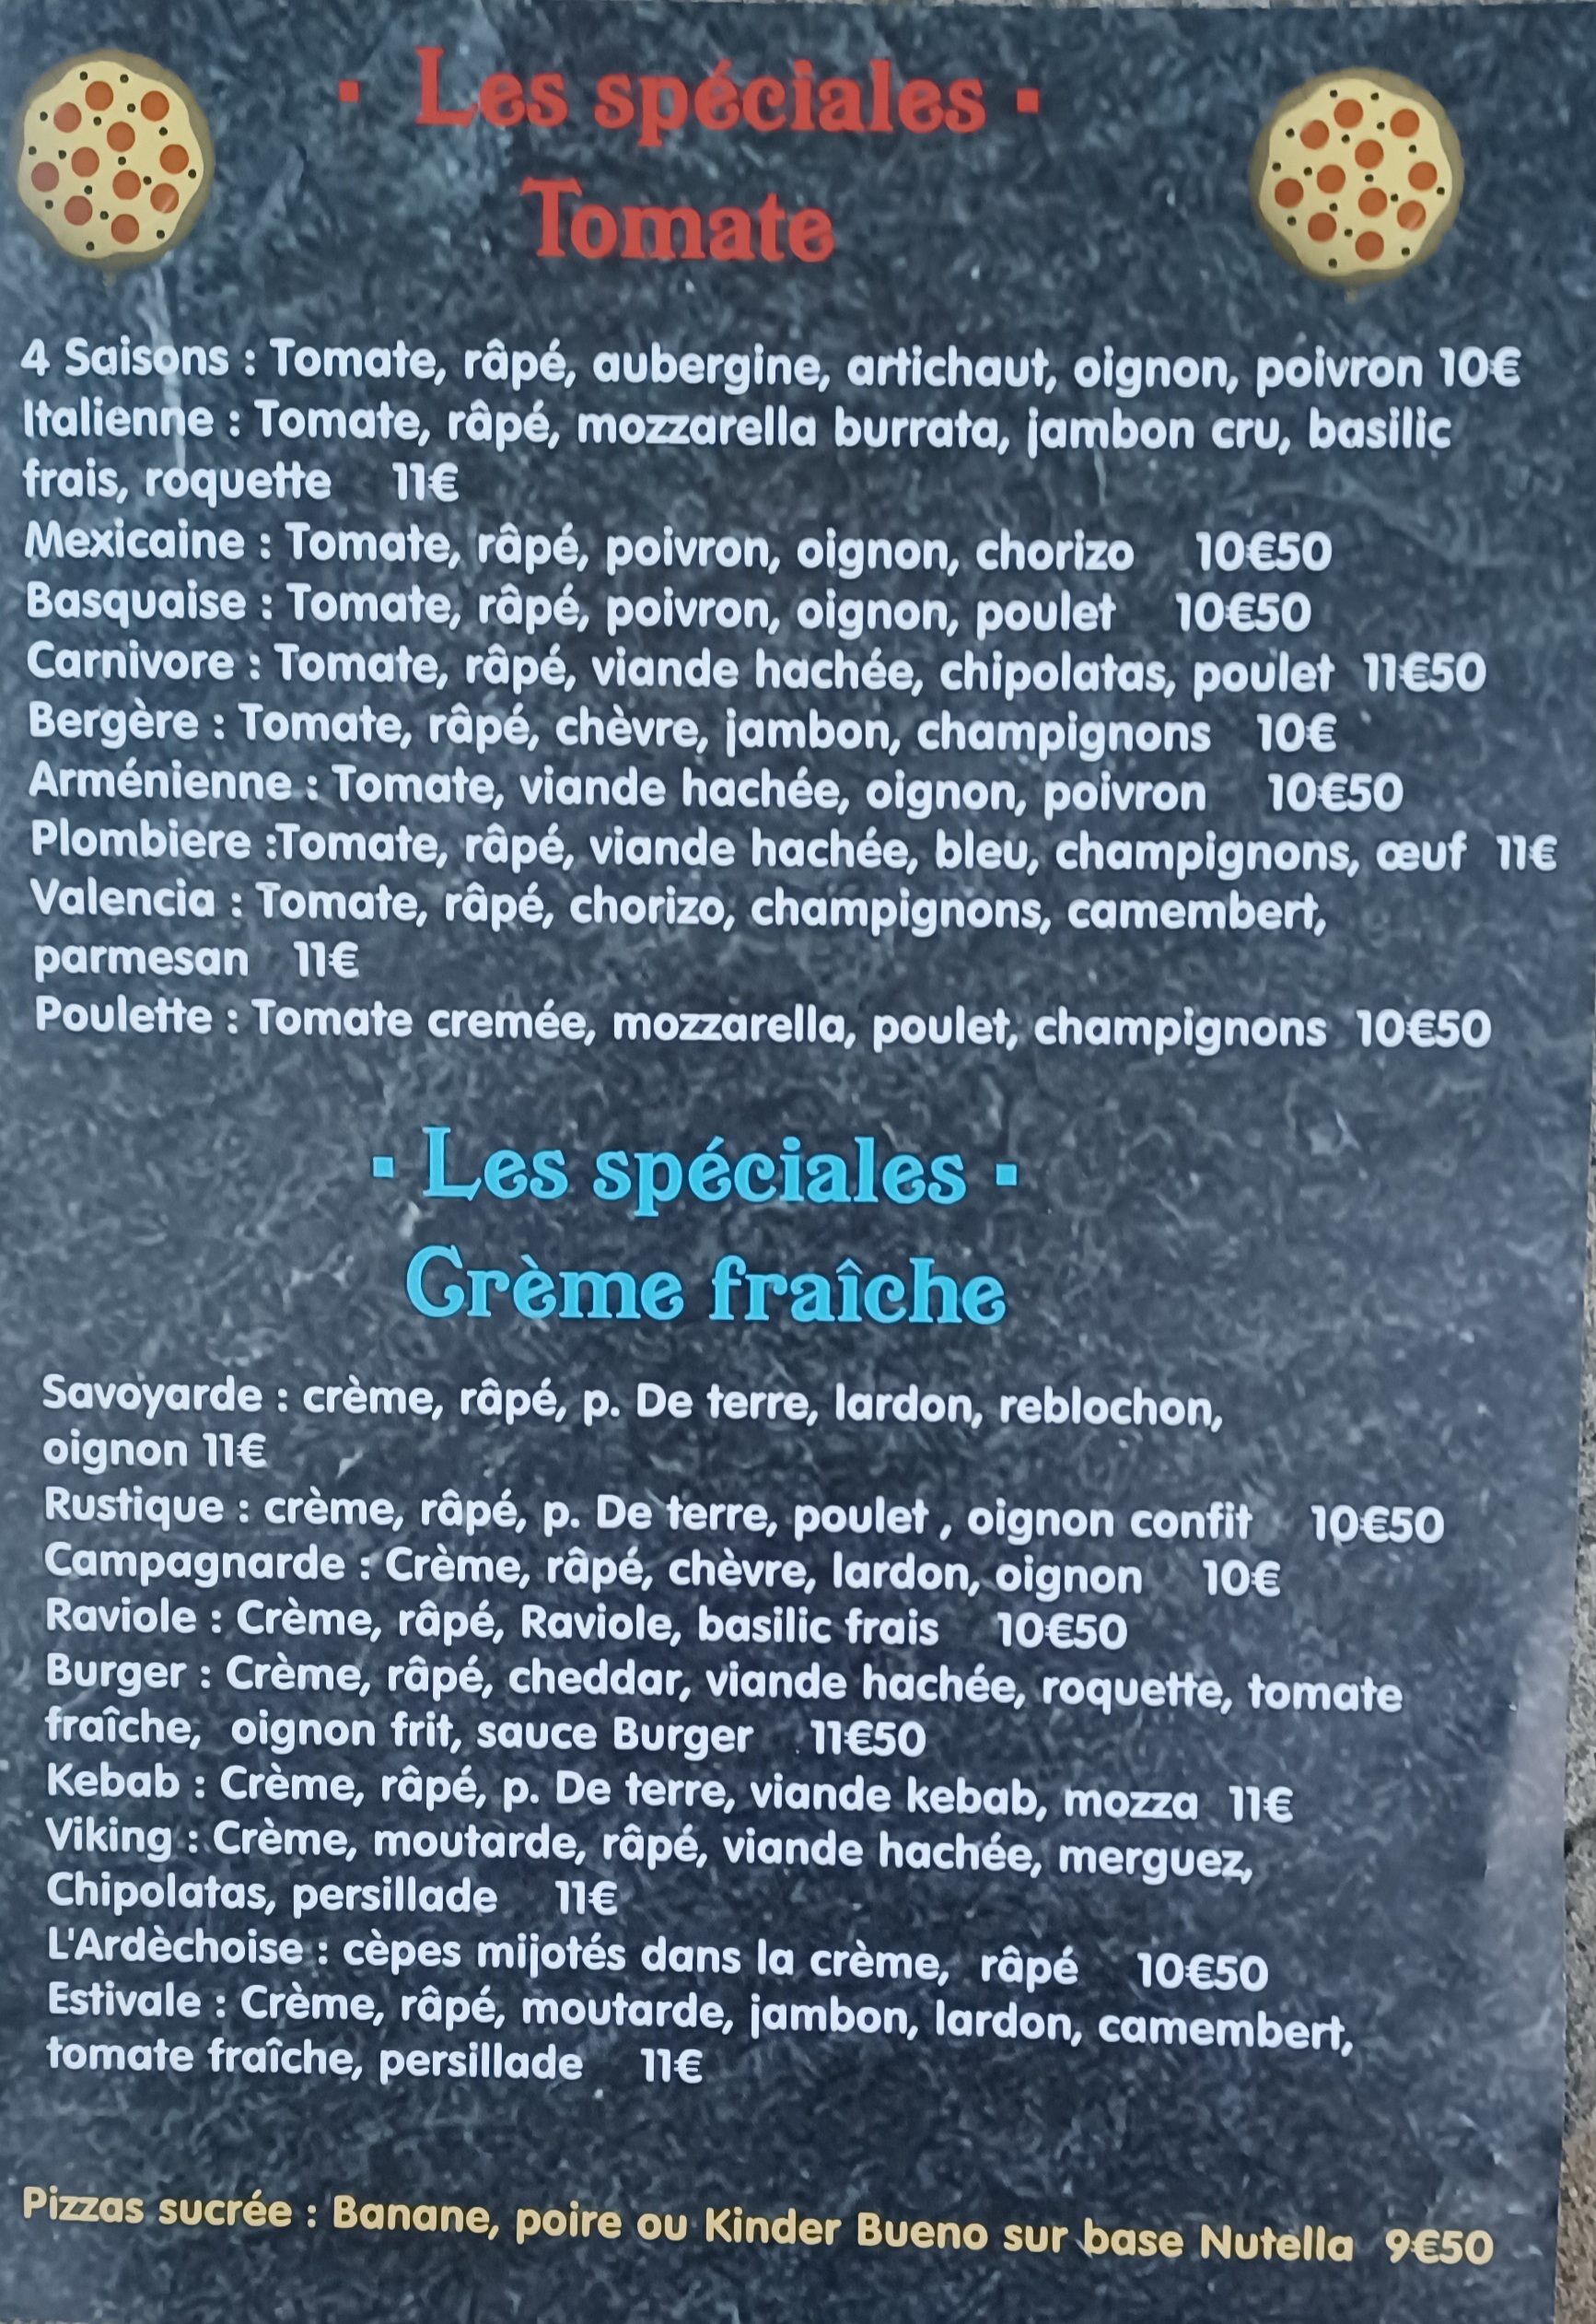 ▪ Les spéciales ▪
Tomate
4 Saisons : Tomate, râpé, aubergine, artichaut, oignon, poivron 10€
Italienne : Tomate, râpé, mozzarella burrata, jambon cru, basilic
frais, roquette 11€
Mexicaine : Tomate, râpé, poivron, oignon, chorizo 10€50
Basquaise : Tomate, râpé, poivron, oignon, poulet 10€50
Carnivore : Tomate, râpé, viande hachée, chipolatas, poulet 11€50
Bergère : Tomate, râpé, chèvre, jambon, champignons 10€
Arménienne : Tomate, viande hachée, oignon, poivron 10€50
Plombiere :Tomate, râpé, viande hachée, bleu, champignons, œuf 11€
Valencia : Tomate, râpé, chorizo, champignons, camembert,
parmesan 11€
Poulette : Tomate cremée, mozzarella, poulet, champignons 10€50
▪ Les spéciales ▪
Crème fraîche
Savoyarde : crème, râpé, p. De terre, lardon, reblochon,
oignon 11€
Rustique : crème, râpé, p. De terre, poulet , oignon confit 10€50
Campagnarde : Crème, râpé, chèvre, lardon, oignon 10€
Raviole : Crème, râpé, Raviole, basilic frais 10€50
Burger : Crème, râpé, cheddar, viande hachée, roquette, tomate
fraîche, oignon frit, sauce Burger 11€50
Kebab : Crème, râpé, p. De terre, viande kebab, mozza 11€
Viking : Crème, moutarde, râpé, viande hachée, merguez,
Chipolatas, persillade 11€
L'Ardèchoise : cèpes mijotés dans la crème, râpé 10€50
Estivale : Crème, râpé, moutarde, jambon, lardon, camembert,
tomate fraîche, persillade 11€
Pizzas sucrée : Banane, poire ou Kinder Bueno sur base Nutella 9€50